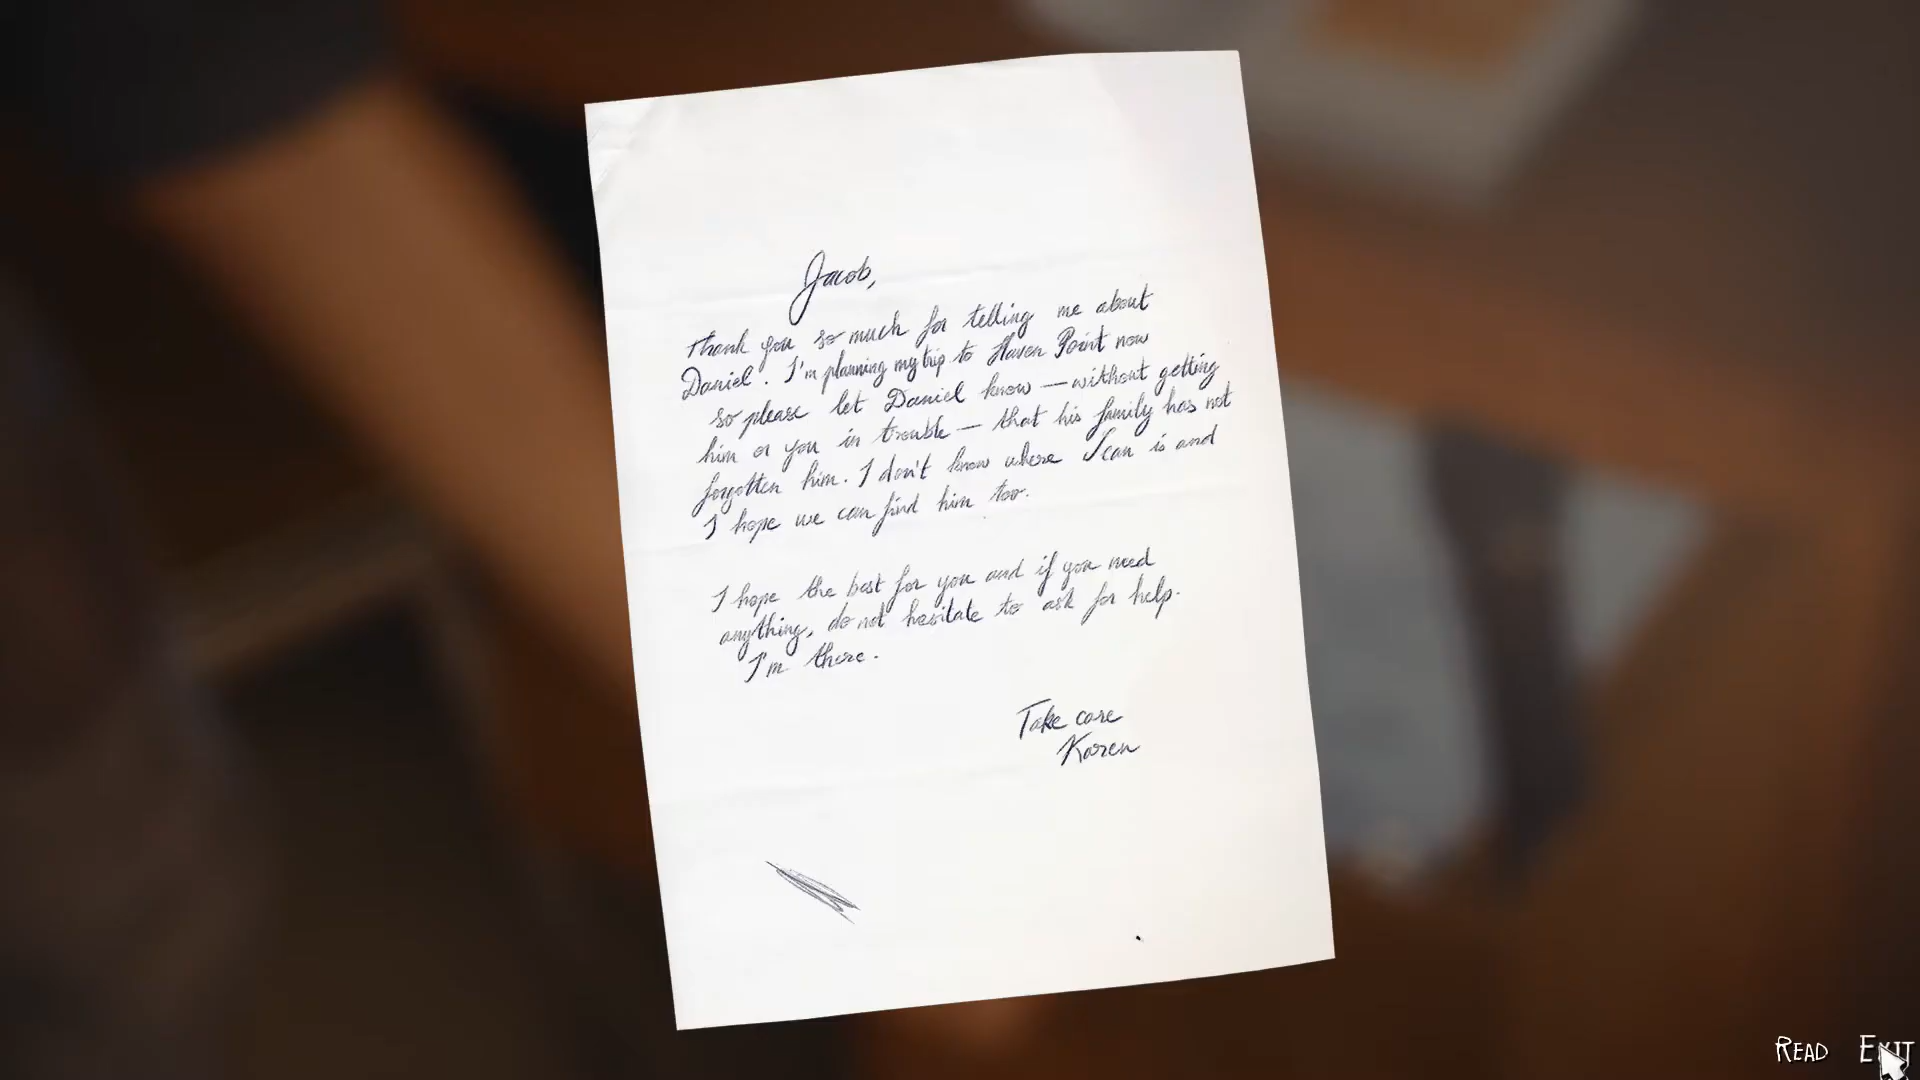 Jacob,
Thank you so much for telling me about
Daniel. I'm planning my trip to Haven Point now
so please let Daniel know — without getting
him or you in trouble — that his family has not
forgotten him. I don't know where Sean is and
I hope we can find him too.
I hope the best for you and if you need
anything, do not hesitate to ask for help.
I'm there.
Take care
Karen
READ EXIT